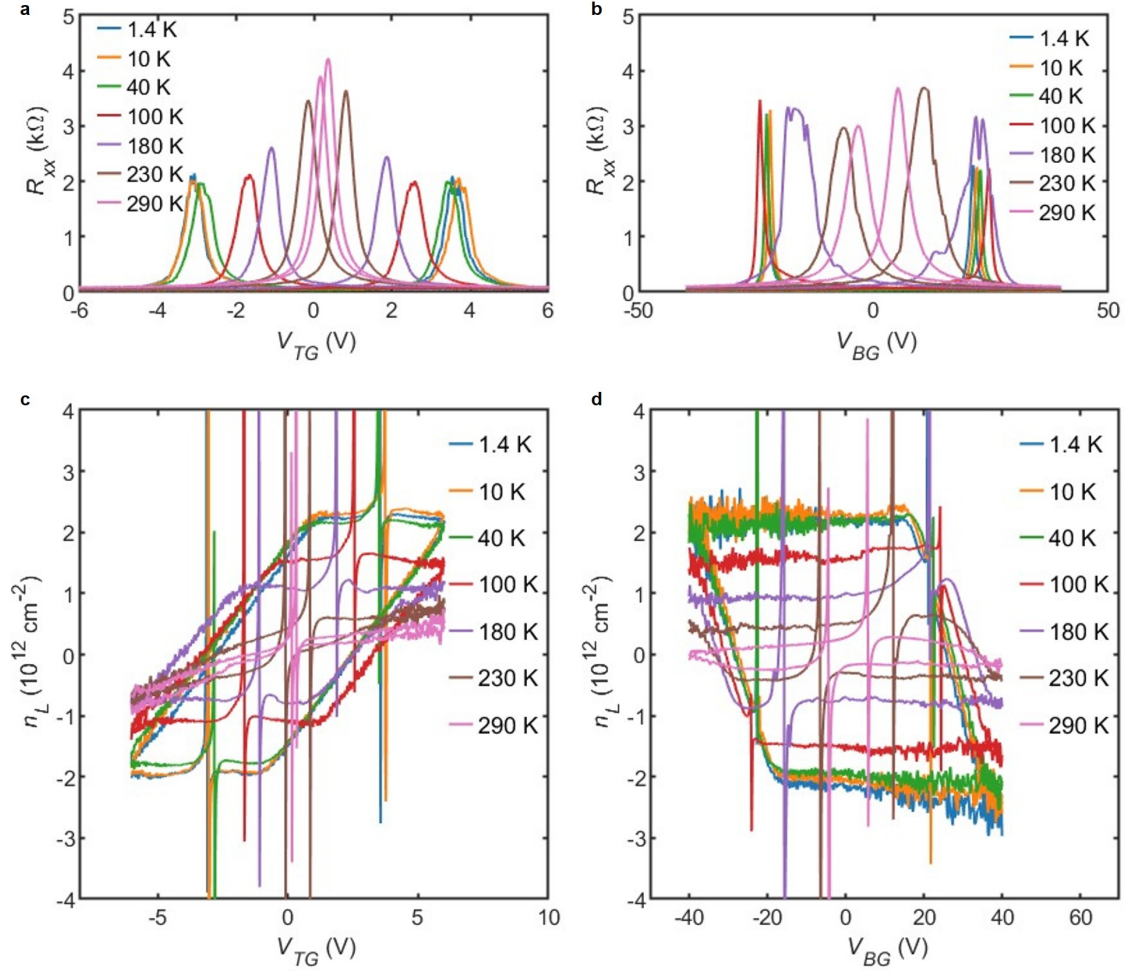 a
5
4
3
2
1
0
R_xx (kΩ)
1.4 K
10 K
40 K
100 K
180 K
230 K
290 K
-6 -4 -2 0 2 4 6
V_TG (V)
b
5
4
3
2
1
0
R_xx (kΩ)
1.4 K
10 K
40 K
100 K
180 K
230 K
290 K
-50 0 50
V_BG (V)
c
4
3
2
1
0
-1
-2
-3
-4
n_L (10^12 cm^-2)
1.4 K
10 K
40 K
100 K
180 K
230 K
290 K
-5 0 5 10
V_TG (V)
d
4
3
2
1
0
-1
-2
-3
-4
n_L (10^12 cm^-2)
1.4 K
10 K
40 K
100 K
180 K
230 K
290 K
-40 -20 0 20 40 60
V_BG (V)